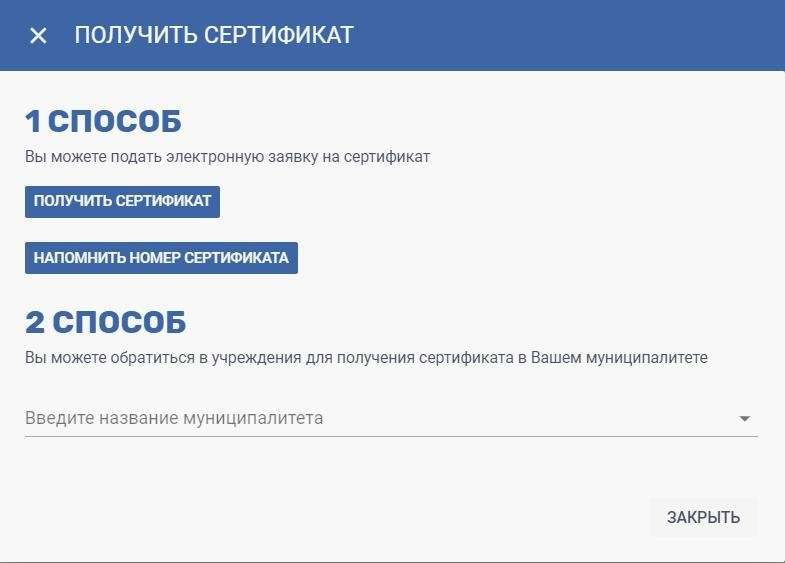 ПОЛУЧИТЬ СЕРТИФИКАТ
1 СПОСОБ
Вы можете подать электронную заявку на сертификат
ПОЛУЧИТЬ СЕРТИФИКАТ
НАПОМНИТЬ НОМЕР СЕРТИФИКАТА
2 СПОСОБ
Вы можете обратиться в учреждения для получения сертификата в Вашем муниципалитете
Введите название муниципалитета
ЗАКРЫТЬ